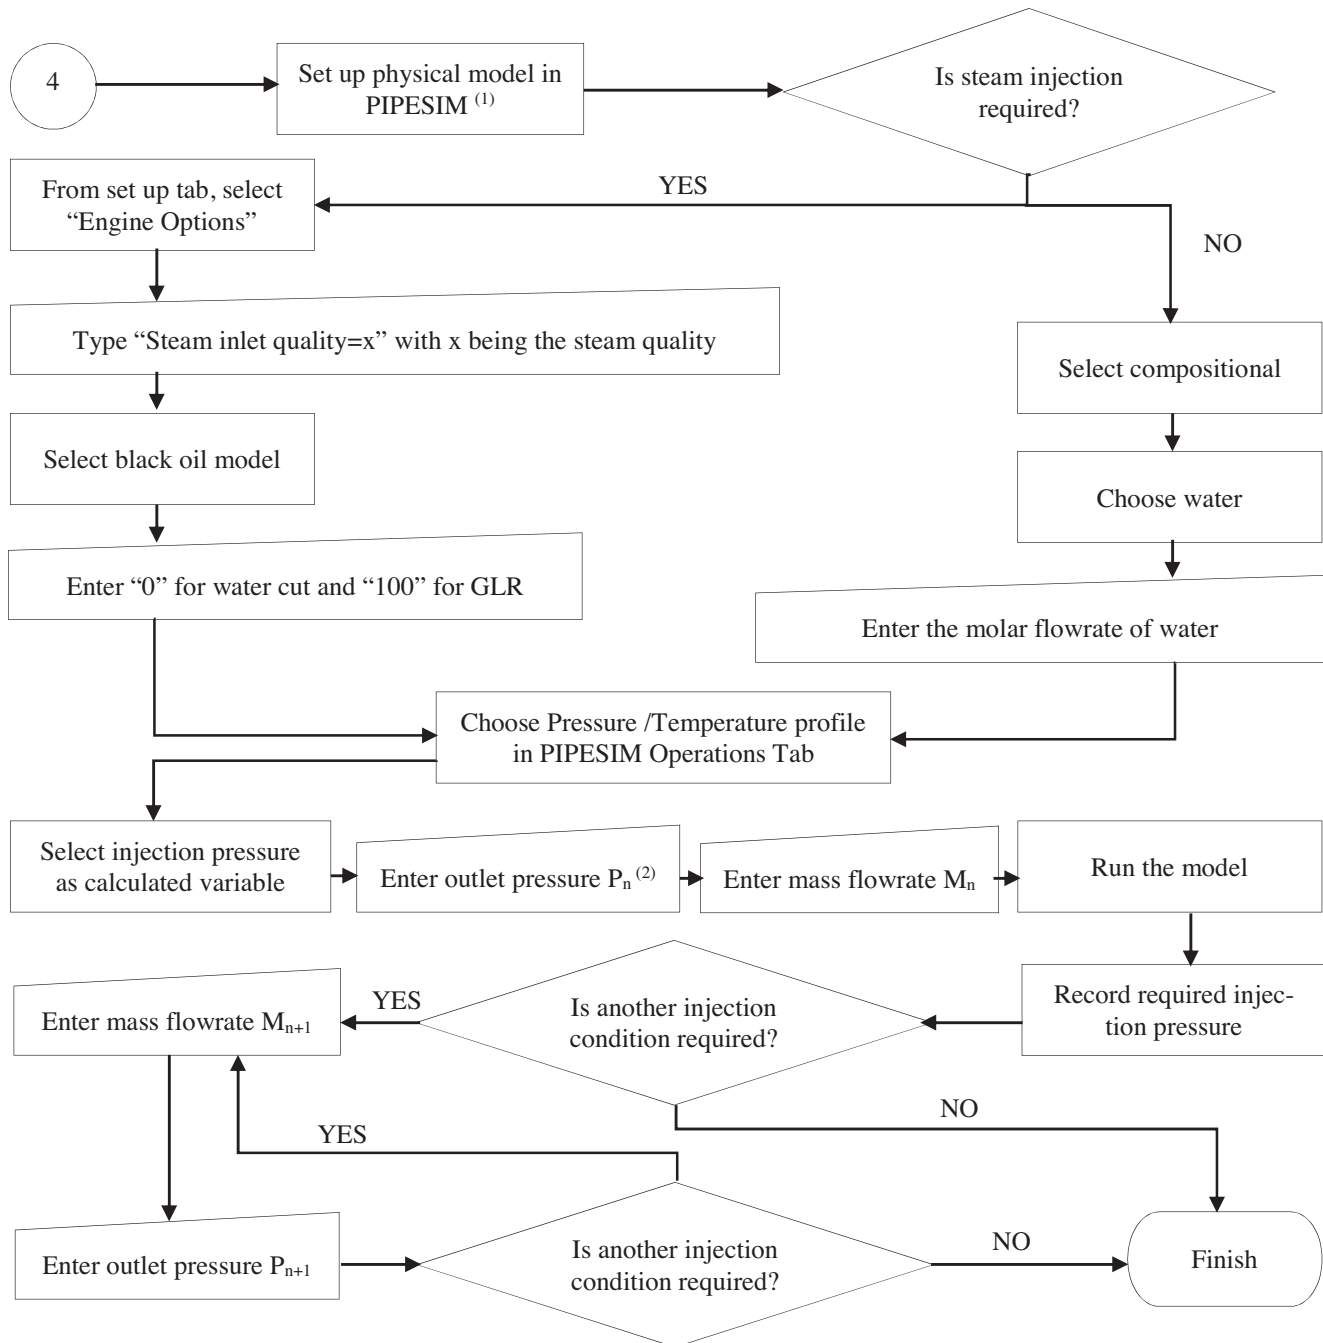 4
Set up physical model in
PIPESIM (1)
Is steam injection
required?
From set up tab, select
“Engine Options”
YES
NO
Type “Steam inlet quality=x” with x being the steam quality
Select compositional
Select black oil model
Choose water
Enter “0” for water cut and “100” for GLR
Enter the molar flowrate of water
Choose Pressure /Temperature profile
in PIPESIM Operations Tab
Select injection pressure
as calculated variable
Enter outlet pressure Pn (2)
Enter mass flowrate Mn
Run the model
Record required injec-
tion pressure
Is another injection
condition required?
YES
Enter mass flowrate Mn+1
NO
YES
Enter outlet pressure Pn+1
Is another injection
condition required?
NO
Finish